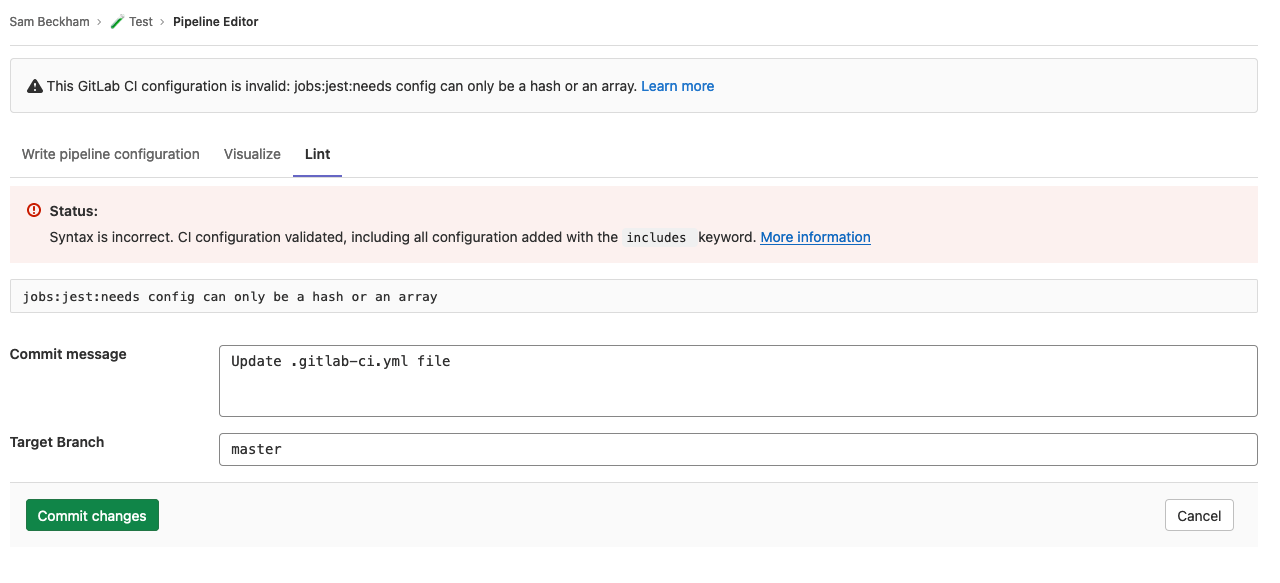 Sam Beckham › Test › Pipeline Editor
This GitLab CI configuration is invalid: jobs:jest:needs config can only be a hash or an array. Learn more
Write pipeline configuration Visualize Lint
Status:
Syntax is incorrect. CI configuration validated, including all configuration added with the includes keyword. More information
jobs:jest:needs config can only be a hash or an array
Commit message
Update .gitlab-ci.yml file
Target Branch
master
Commit changes Cancel